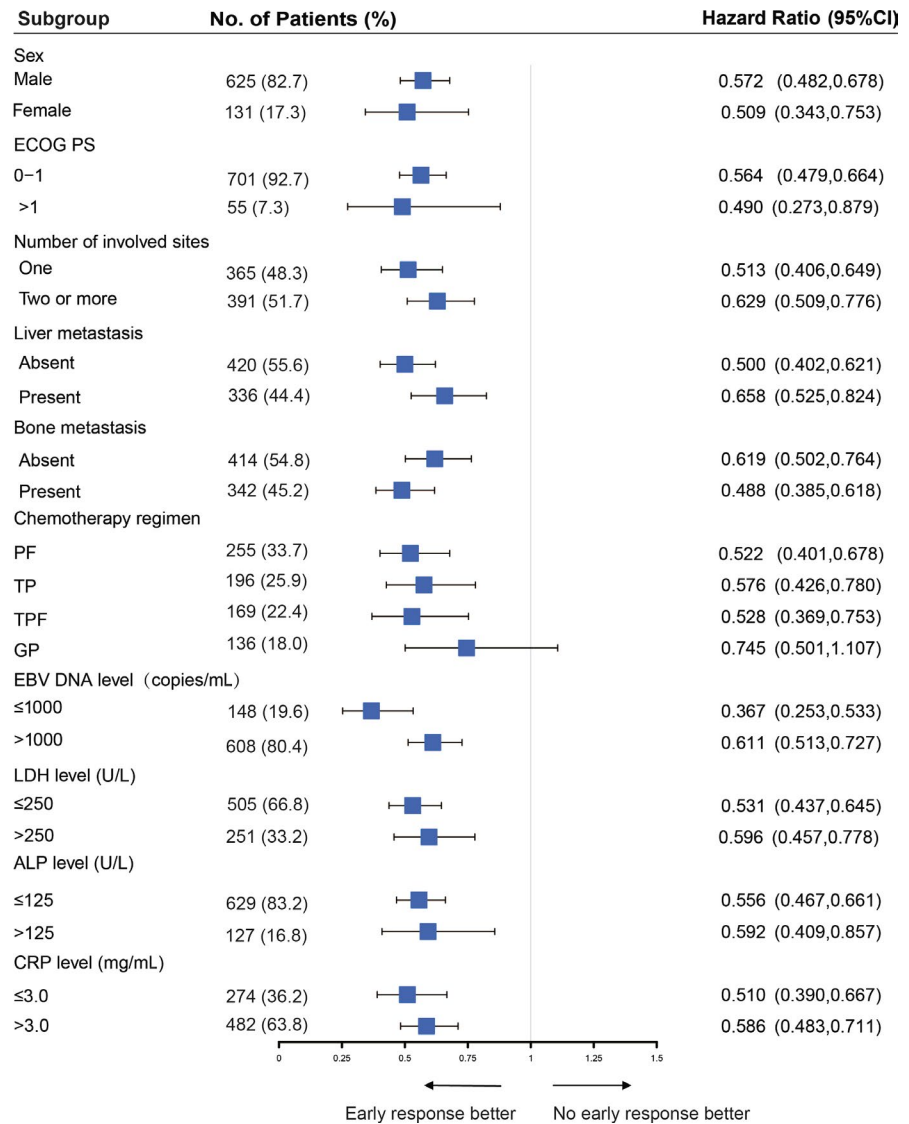 Subgroup No. of Patients (%) Hazard Ratio (95%CI)
Sex
Male 625 (82.7) 0.572 (0.482,0.678)
Female 131 (17.3) 0.509 (0.343,0.753)
ECOG PS
0−1 701 (92.7) 0.564 (0.479,0.664)
>1 55 (7.3) 0.490 (0.273,0.879)
Number of involved sites
One 365 (48.3) 0.513 (0.406,0.649)
Two or more 391 (51.7) 0.629 (0.509,0.776)
Liver metastasis
Absent 420 (55.6) 0.500 (0.402,0.621)
Present 336 (44.4) 0.658 (0.525,0.824)
Bone metastasis
Absent 414 (54.8) 0.619 (0.502,0.764)
Present 342 (45.2) 0.488 (0.385,0.618)
Chemotherapy regimen
PF 255 (33.7) 0.522 (0.401,0.678)
TP 196 (25.9) 0.576 (0.426,0.780)
TPF 169 (22.4) 0.528 (0.369,0.753)
GP 136 (18.0) 0.745 (0.501,1.107)
EBV DNA level（copies/mL)
≤1000 148 (19.6) 0.367 (0.253,0.533)
>1000 608 (80.4) 0.611 (0.513,0.727)
LDH level (U/L)
≤250 505 (66.8) 0.531 (0.437,0.645)
>250 251 (33.2) 0.596 (0.457,0.778)
ALP level (U/L)
≤125 629 (83.2) 0.556 (0.467,0.661)
>125 127 (16.8) 0.592 (0.409,0.857)
CRP level (mg/mL)
≤3.0 274 (36.2) 0.510 (0.390,0.667)
>3.0 482 (63.8) 0.586 (0.483,0.711)
0 0.25 0.5 0.75 1 1.25 1.5
Early response better No early response better